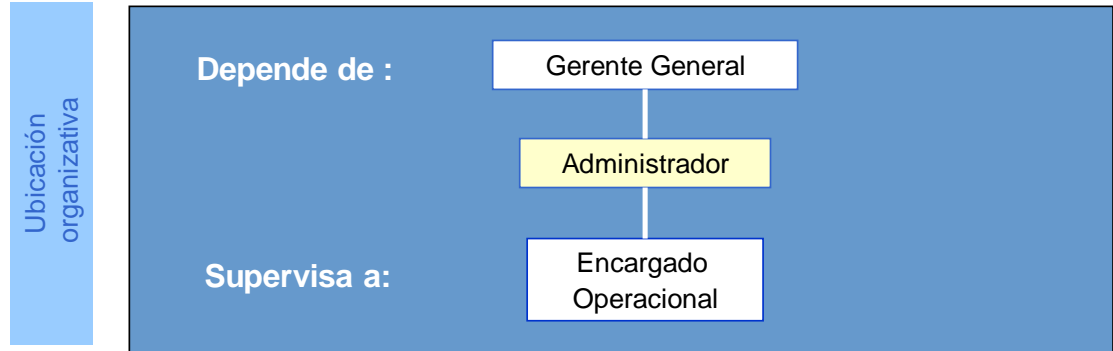 Ubicación
organizativa
Depende de :
Gerente General
Administrador
Supervisa a:
Encargado
Operacional